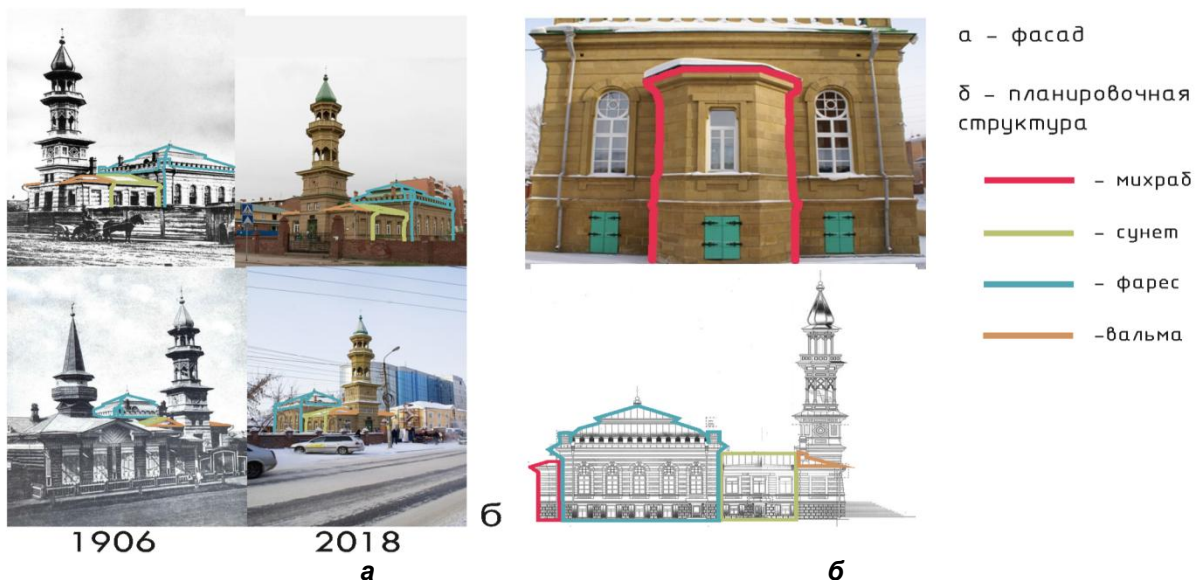 а – фасад
б – планировочная
структура
– михраб
– сунет
– фарес
–вальма
б
1906
2018
а
б